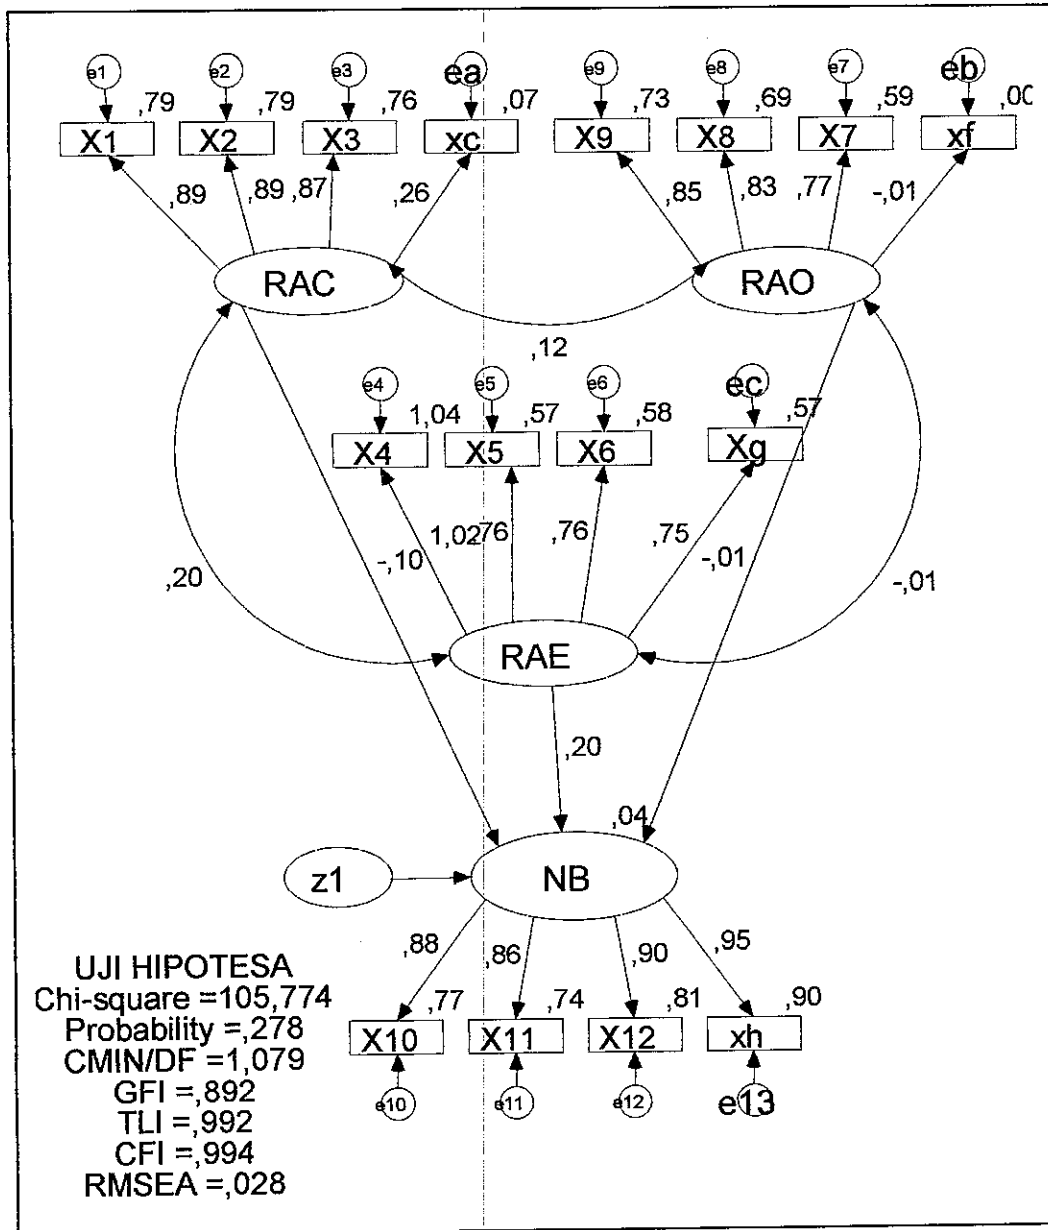 e1 e2 e3 ea e9 e8 e7 eb
,79 ,79 ,76 ,07 ,73 ,69 ,59 ,00
X1 X2 X3 xc X9 X8 X7 xf
,89 ,89 ,87 ,26 ,85 ,83 ,77 -,01
RAC RAO
,12
e4 e5 e6 ec
1,04 ,57 ,58 ,57
X4 X5 X6 Xg
-,10 1,02 ,76 ,76 ,75 -,01
,20 -,01
RAE
,20
,04
z1 NB
,88 ,86 ,90 ,95
,77 ,74 ,81 ,90
X10 X11 X12 xh
e10 e11 e12 e13
UJI HIPOTESA
Chi-square =105,774
Probability =,278
CMIN/DF =1,079
GFI =,892
TLI =,992
CFI =,994
RMSEA =,028